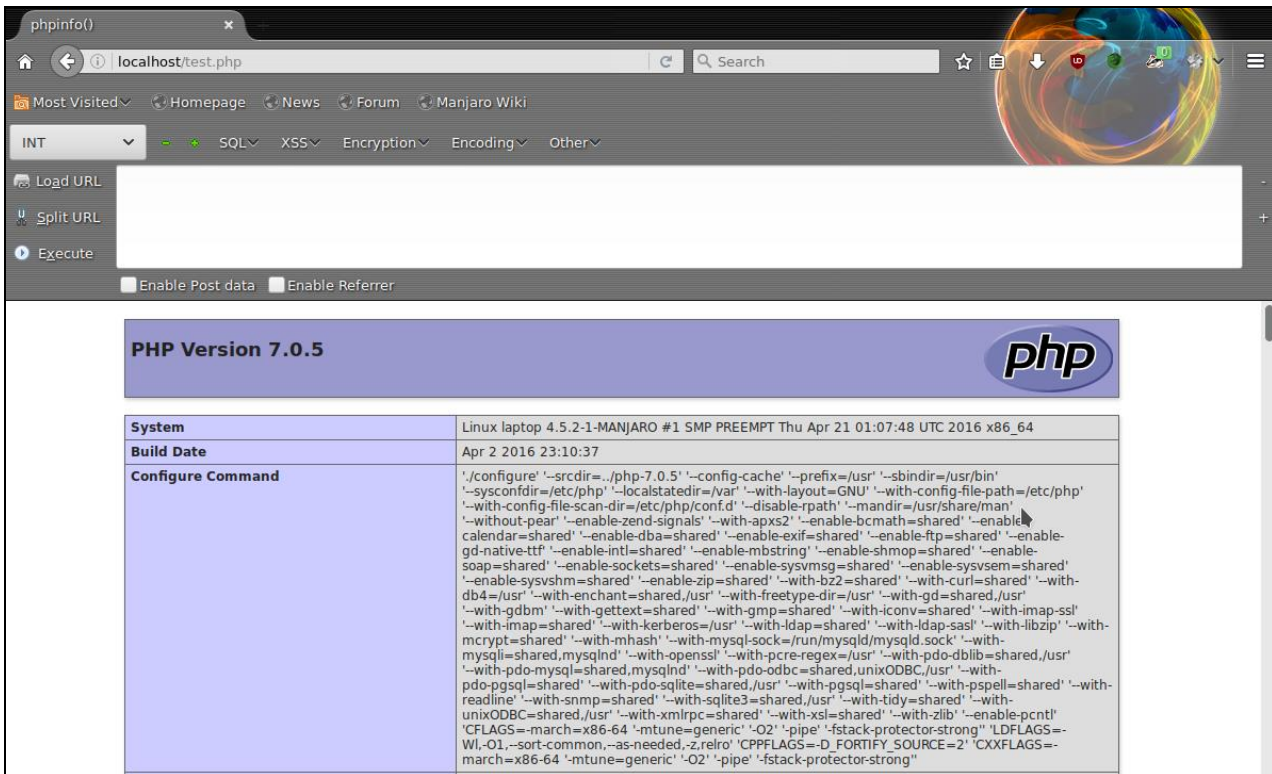 phpinfo()
localhost/test.php
Search
Most Visited Homepage News Forum Manjaro Wiki
INT SQL XSS Encryption Encoding Other
Load URL
Split URL
Execute
Enable Post data Enable Referrer
PHP Version 7.0.5
php
System Linux laptop 4.5.2-1-MANJARO #1 SMP PREEMPT Thu Apr 21 01:07:48 UTC 2016 x86_64
Build Date Apr 2 2016 23:10:37
Configure Command './configure' '--srcdir=../php-7.0.5' '--config-cache' '--prefix=/usr' '--sbindir=/usr/bin'
'--sysconfdir=/etc/php' '--localstatedir=/var' '--with-layout=GNU' '--with-config-file-path=/etc/php'
'--with-config-file-scan-dir=/etc/php/conf.d' '--disable-rpath' '--mandir=/usr/share/man'
'--without-pear' '--enable-zend-signals' '--with-apxs2' '--enable-bcmath=shared' '--enable-
calendar=shared' '--enable-dba=shared' '--enable-exif=shared' '--enable-ftp=shared' '--enable-
gd-native-ttf' '--enable-intl=shared' '--enable-mbstring' '--enable-shmop=shared' '--enable-
soap=shared' '--enable-sockets=shared' '--enable-sysvmsg=shared' '--enable-sysvsem=shared'
'--enable-sysvshm=shared' '--enable-zip=shared' '--with-bz2=shared' '--with-curl=shared' '--with-
db4=/usr' '--with-enchant=shared,/usr' '--with-freetype-dir=/usr' '--with-gd=shared,/usr'
'--with-gdbm' '--with-gettext=shared' '--with-gmp=shared' '--with-iconv=shared' '--with-imap-ssl'
'--with-imap=shared' '--with-kerberos=/usr' '--with-ldap=shared' '--with-ldap-sasl' '--with-libzip' '--with-
mcrypt=shared' '--with-mhash' '--with-mysql-sock=/run/mysqld/mysqld.sock' '--with-
mysqli=shared,mysqlnd' '--with-openssl' '--with-pcre-regex=/usr' '--with-pdo-dblib=shared,/usr'
'--with-pdo-mysql=shared,mysqlnd' '--with-pdo-odbc=shared,unixODBC,/usr' '--with-
pdo-pgsql=shared' '--with-pdo-sqlite=shared,/usr' '--with-pgsql=shared' '--with-pspell=shared' '--with-
readline' '--with-snmp=shared' '--with-sqlite3=shared,/usr' '--with-tidy=shared' '--with-
unixODBC=shared,/usr' '--with-xmlrpc=shared' '--with-xsl=shared' '--with-zlib' '--enable-pcntl'
'CFLAGS=-march=x86-64 '-mtune=generic' '-O2' '-pipe' '-fstack-protector-strong'' 'LDFLAGS=-
Wl,-O1,--sort-common,--as-needed,-z,relro' 'CPPFLAGS=-D_FORTIFY_SOURCE=2' 'CXXFLAGS=-
march=x86-64 '-mtune=generic' '-O2' '-pipe' '-fstack-protector-strong''